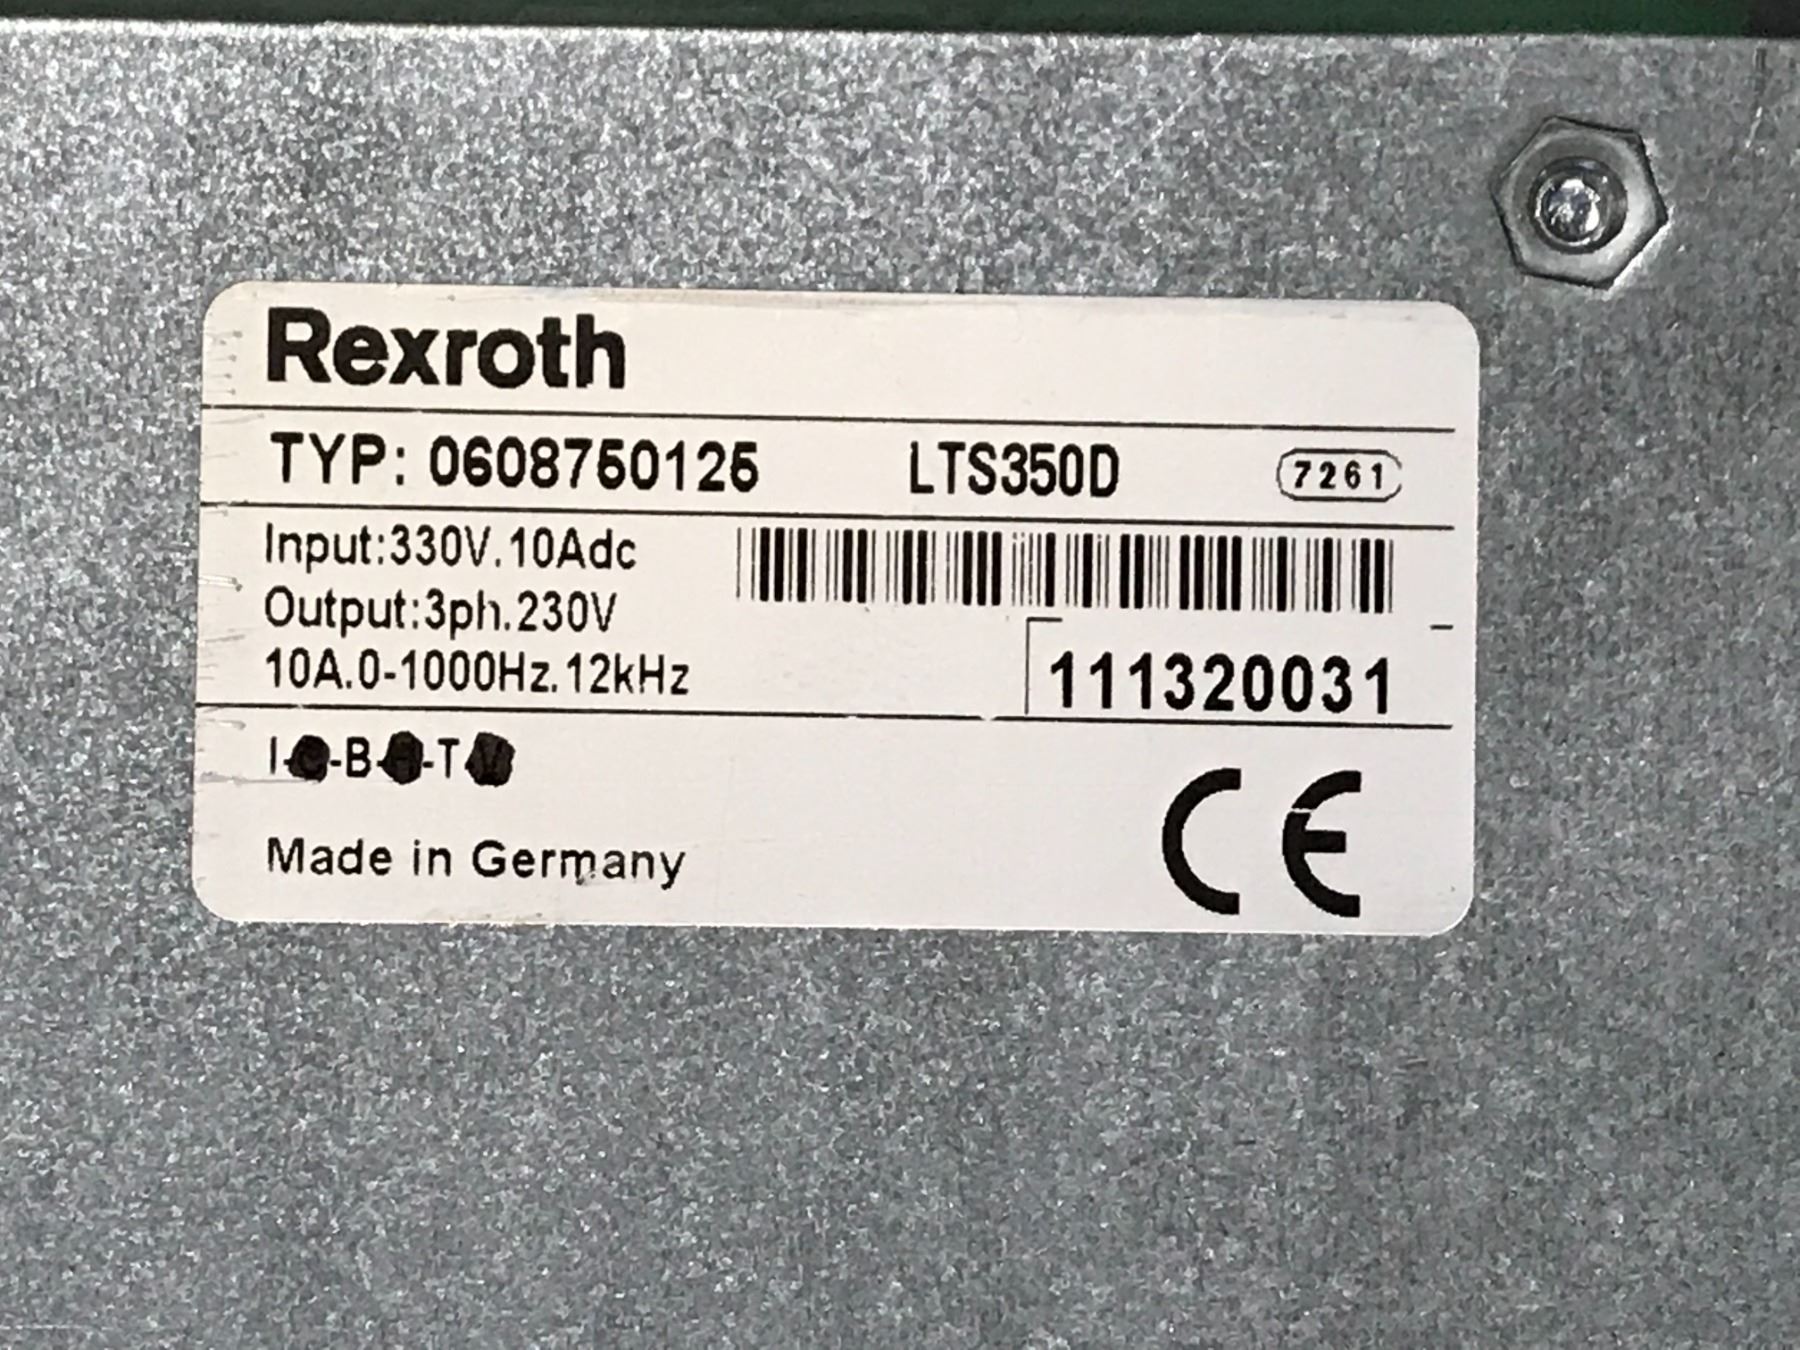 Rexroth
TYP: 0608750125 LTS350D 7261
Input:330V.10Adc
Output:3ph.230V
10A.0-1000Hz.12kHz
111320031
I-C-B-A-TM
Made in Germany
CE